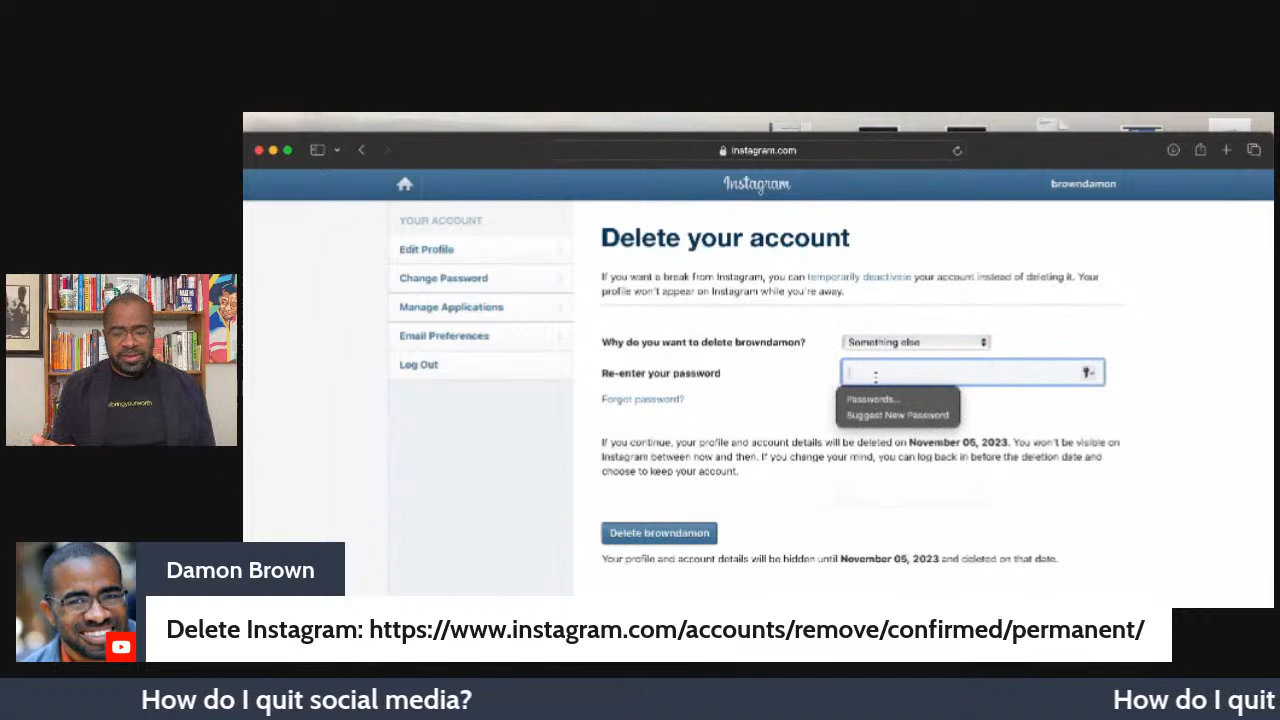 instagram.com
Instagram
browndamon
YOUR ACCOUNT
Edit Profile
Change Password
Manage Applications
Email Preferences
Log Out
Delete your account
If you want a break from Instagram, you can temporarily deactivate your account instead of deleting it. Your
profile won't appear on Instagram while you're away.
Why do you want to delete browndamon?
Something else
Re-enter your password
Forgot password?
Passwords...
Suggest New Password
If you continue, your profile and account details will be deleted on November 05, 2023. You won't be visible on
Instagram between now and then. If you change your mind, you can log back in before the deletion date and
choose to keep your account.
Delete browndamon
Your profile and account details will be hidden until November 05, 2023 and deleted on that date.
#bringyourworth
Damon Brown
Delete Instagram: https://www.instagram.com/accounts/remove/confirmed/permanent/
How do I quit social media?
How do I quit